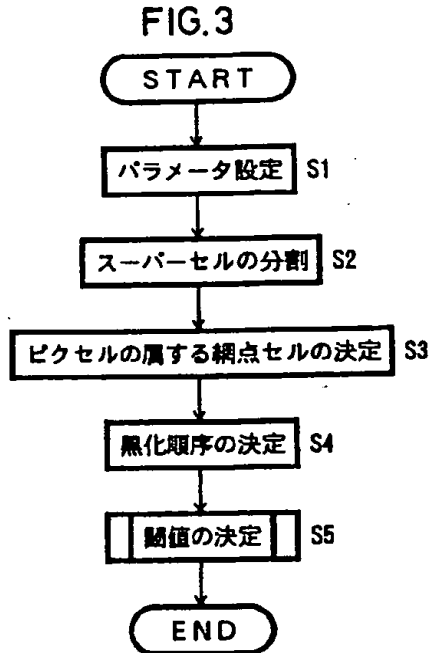 FIG.3
START
パラメータ設定 S1
スーパーセルの分割 S2
ピクセルの属する網点セルの決定 S3
黒化順序の決定 S4
閾値の決定 S5
END